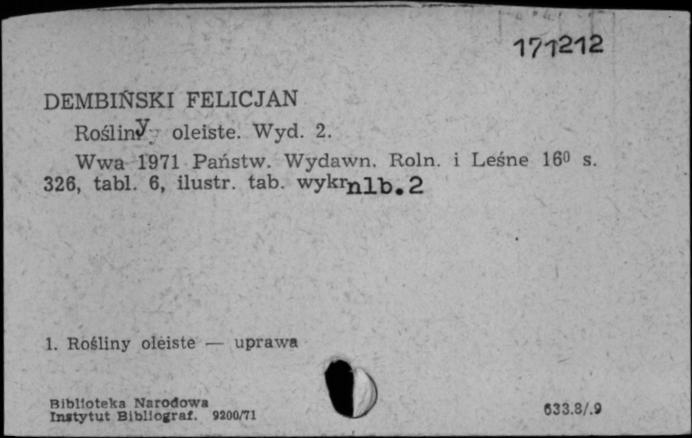 171212
DEMBIŃSKI FELICJAN
Rośliny oleiste. Wyd. 2.
Wwa 1971 Państw. Wydawn. Roln. i Leśne 16⁰ s.
326, tabl. 6, ilustr. tab. wykr nlb.2
1. Rośliny oleiste — uprawa
Biblioteka Narodowa
Instytut Bibliograf. 9200/71
633.8/.9